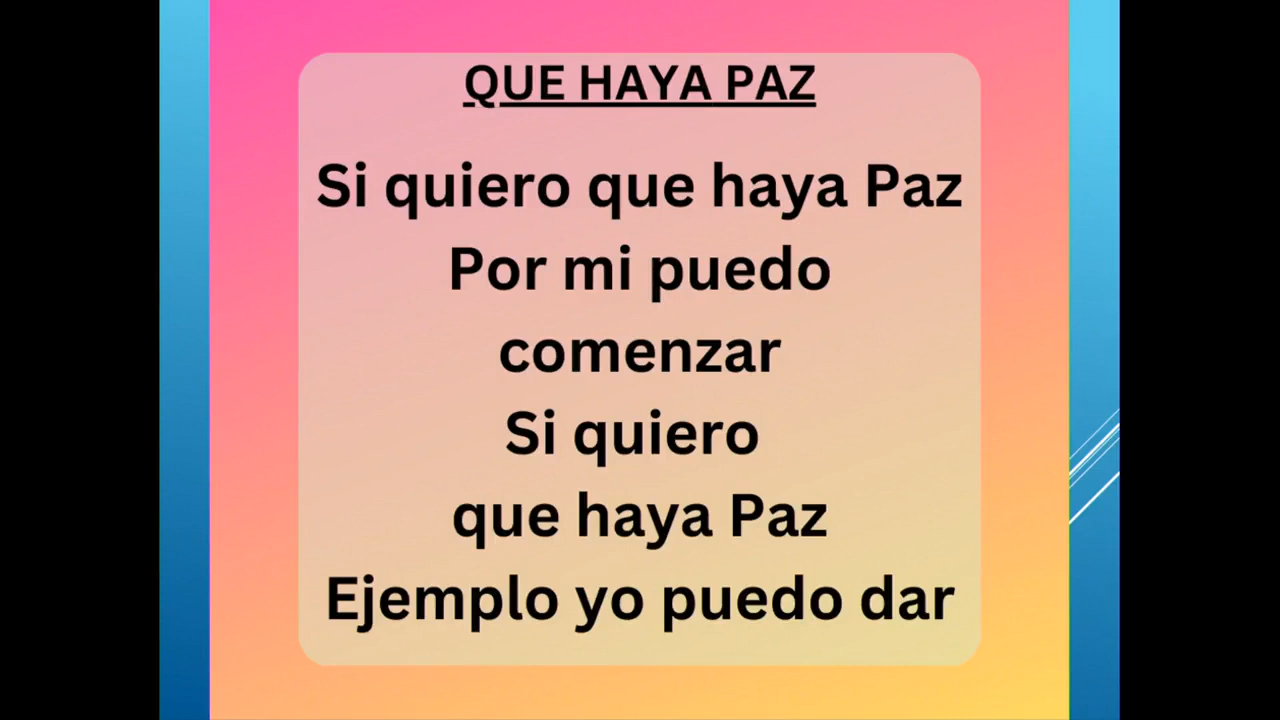 QUE HAYA PAZ
Si quiero que haya Paz
Por mi puedo
comenzar
Si quiero
que haya Paz
Ejemplo yo puedo dar